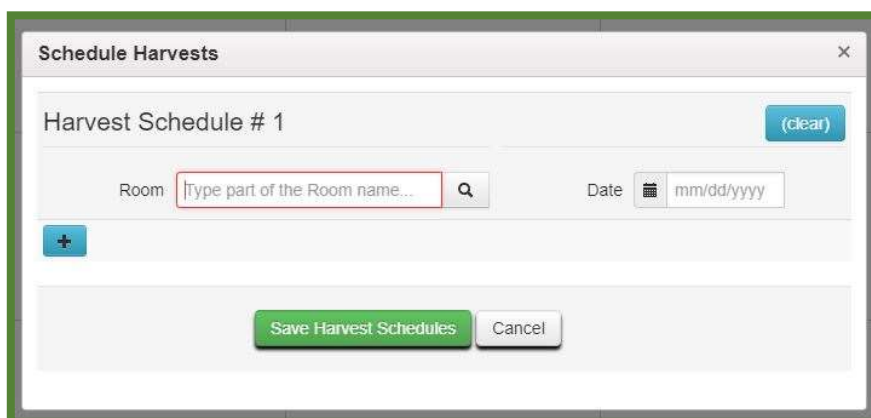 Schedule Harvests ×
Harvest Schedule # 1 (clear)
Room Type part of the Room name... Date mm/dd/yyyy
+
Save Harvest Schedules Cancel